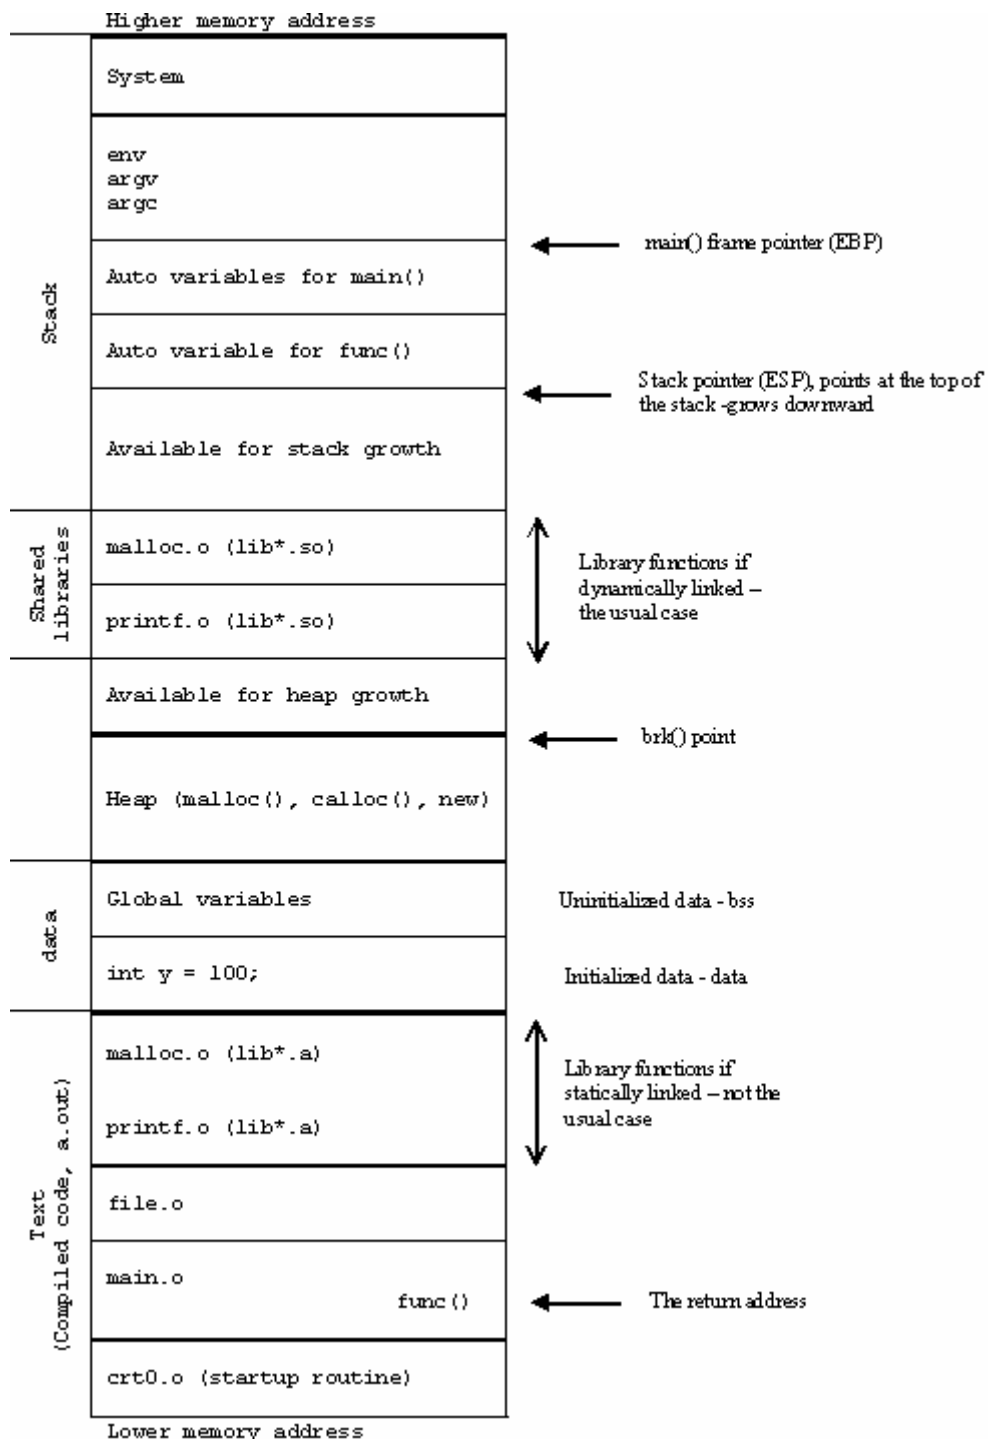 Higher memory address
System
env
argv
argc
main() frame pointer (EBP)
Auto variables for main()
Stack
Auto variable for func()
Stack pointer (ESP), points at the top of
the stack -grows downward
Available for stack growth
Shared
libraries
malloc.o (lib*.so)
printf.o (lib*.so)
Library functions if
dynamically linked –
the usual case
Available for heap growth
brk() point
Heap (malloc(), calloc(), new)
data
Global variables
Uninitialized data - bss
int y = 100;
Initialized data - data
Text
(Compiled code, a.out)
malloc.o (lib*.a)
printf.o (lib*.a)
Library functions if
statically linked – not the
usual case
file.o
main.o
func()
The return address
crt0.o (startup routine)
Lower memory address